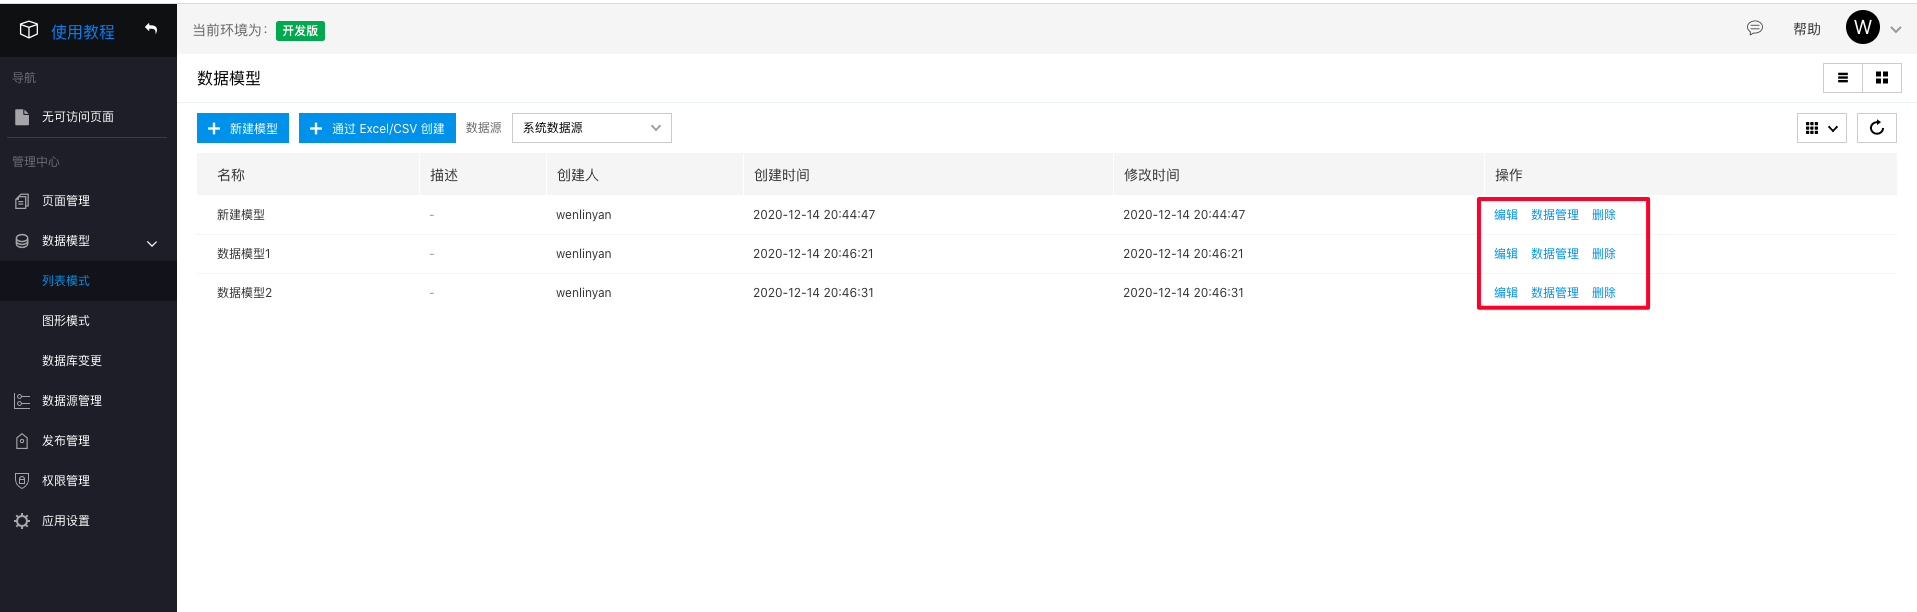 使用教程
当前环境为：
开发版
帮助
W
导航
无可访问页面
管理中心
页面管理
数据模型
列表模式
图形模式
数据库变更
数据源管理
发布管理
权限管理
应用设置
数据模型
新建模型
通过 Excel/CSV 创建
数据源
系统数据源
名称 描述 创建人 创建时间 修改时间 操作
新建模型 - wenlinyan 2020-12-14 20:44:47 2020-12-14 20:44:47 编辑 数据管理 删除
数据模型1 - wenlinyan 2020-12-14 20:46:21 2020-12-14 20:46:21 编辑 数据管理 删除
数据模型2 - wenlinyan 2020-12-14 20:46:31 2020-12-14 20:46:31 编辑 数据管理 删除